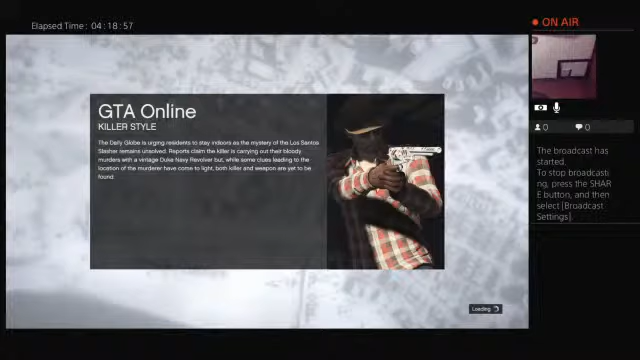 Elapsed Time : 04:18:57
ON AIR
GTA Online
KILLER STYLE
The Daily Globe is urging residents to stay indoors as the mystery of the Los Santos
Slasher remains unsolved. Reports claim the killer is carrying out their bloody
murders with a vintage Duke Navy Revolver but, while some clues leading to the
location of the murderer have come to light, both killer and weapon are yet to be
found.
Loading
0
0
The broadcast has
started.
To stop broadcasti
ng, press the SHAR
E button, and then
select [Broadcast
Settings].